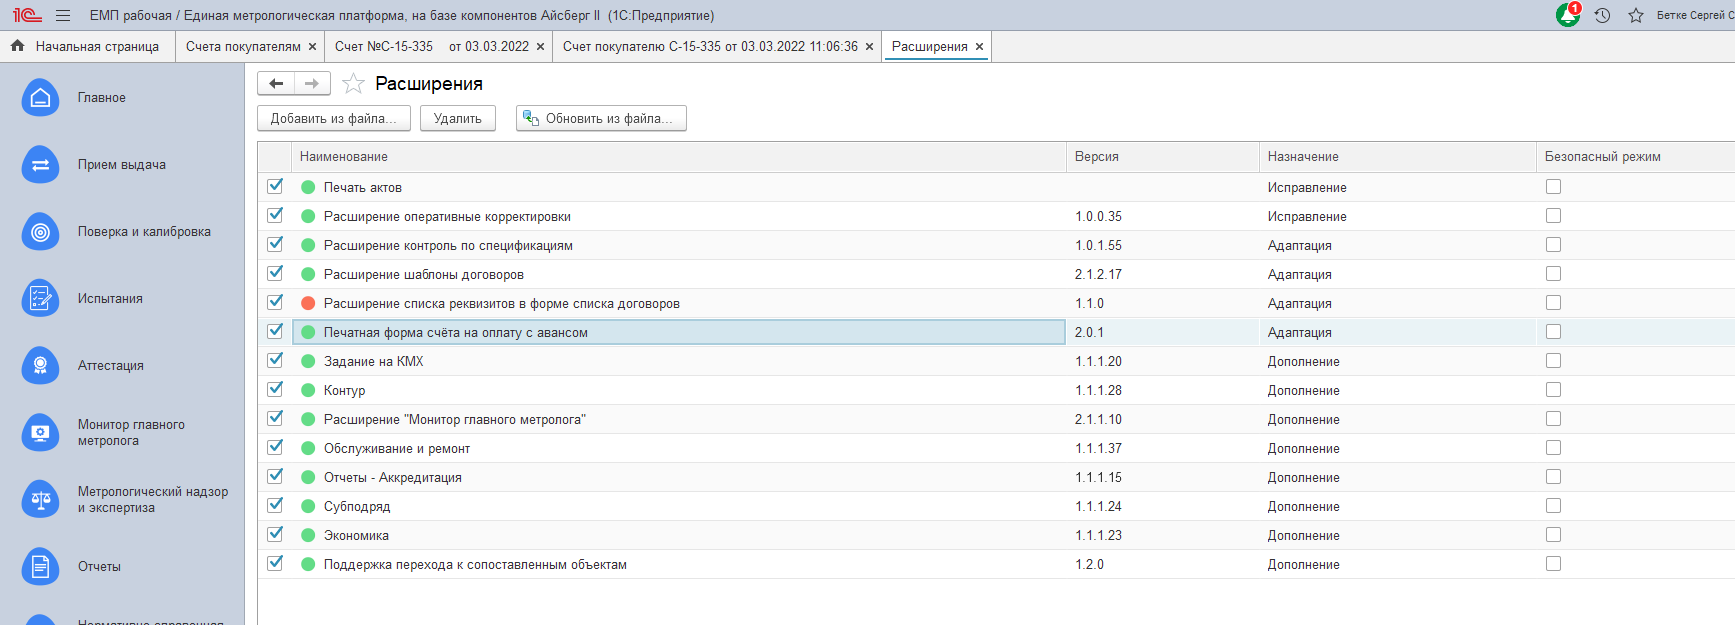 1С ЕМП рабочая / Единая метрологическая платформа, на базе компонентов Айсберг II (1С:Предприятие) 1 Бетке Сергей С
Начальная страница Счета покупателям × Счет №С-15-335 от 03.03.2022 × Счет покупателю С-15-335 от 03.03.2022 11:06:36 × Расширения ×
Расширения
Добавить из файла... Удалить Обновить из файла...
Главное
Прием выдача
Поверка и калибровка
Испытания
Аттестация
Монитор главного
метролога
Метрологический надзор
и экспертиза
Отчеты
Наименование Версия Назначение Безопасный режим
Печать актов Исправление
Расширение оперативные корректировки 1.0.0.35 Исправление
Расширение контроль по спецификациям 1.0.1.55 Адаптация
Расширение шаблоны договоров 2.1.2.17 Адаптация
Расширение списка реквизитов в форме списка договоров 1.1.0 Адаптация
Печатная форма счёта на оплату с авансом 2.0.1 Адаптация
Задание на КМХ 1.1.1.20 Дополнение
Контур 1.1.1.28 Дополнение
Расширение "Монитор главного метролога" 2.1.1.10 Дополнение
Обслуживание и ремонт 1.1.1.37 Дополнение
Отчеты - Аккредитация 1.1.1.15 Дополнение
Субподряд 1.1.1.24 Дополнение
Экономика 1.1.1.23 Дополнение
Поддержка перехода к сопоставленным объектам 1.2.0 Дополнение